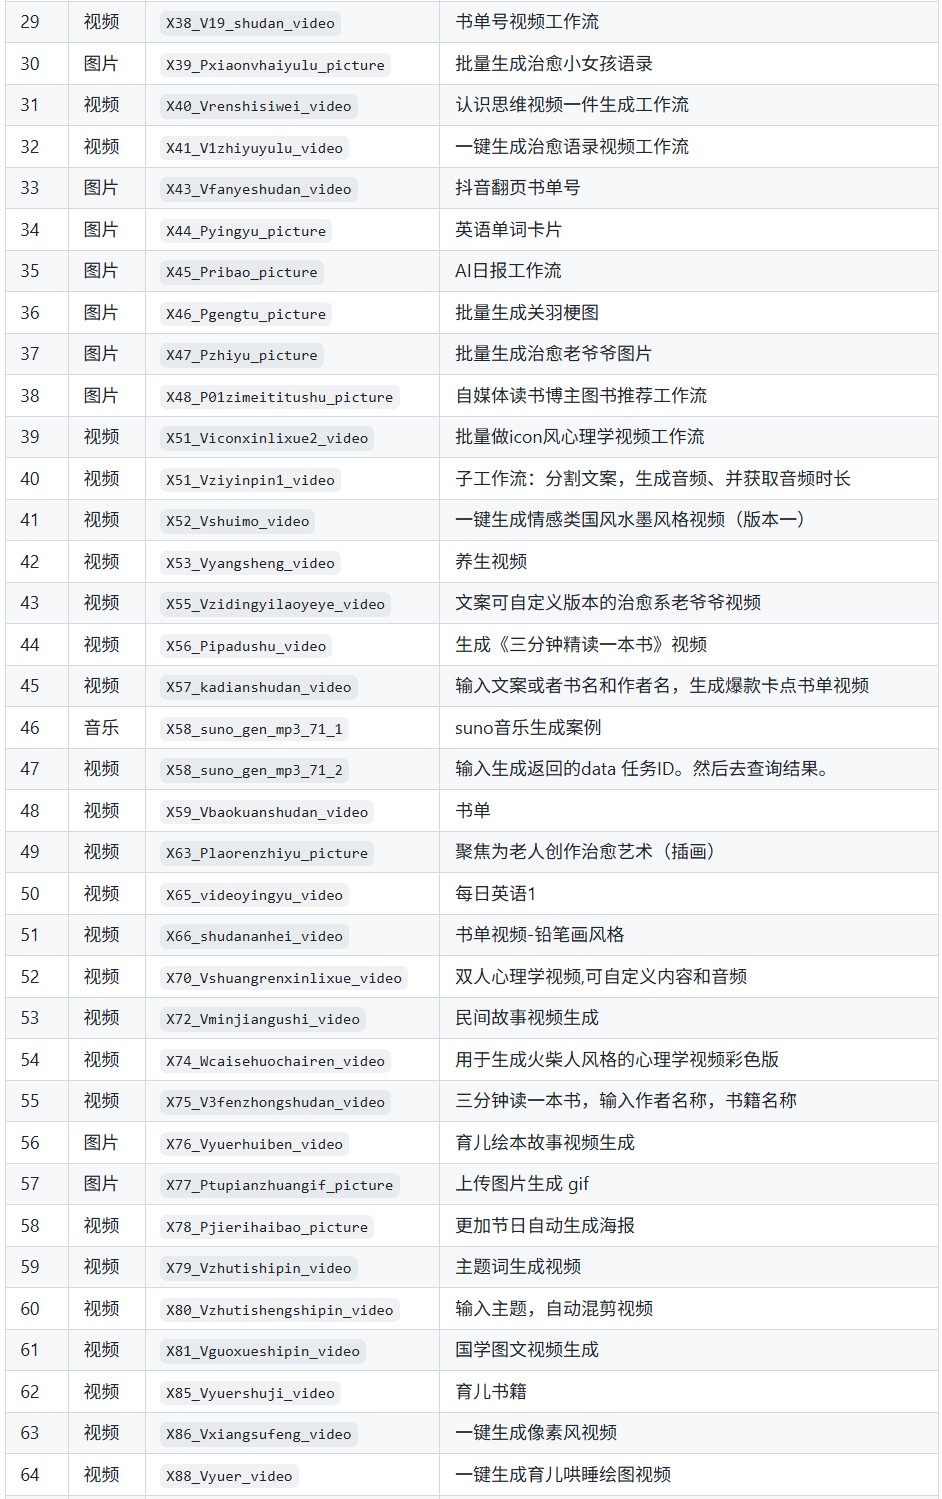 29 视频 X38_V19_shudan_video 书单号视频工作流
30 图片 X39_Pxiaonvhaiyulu_picture 批量生成治愈小女孩语录
31 视频 X40_Vrenshisiwei_video 认识思维视频一件生成工作流
32 视频 X41_V1zhiyuyulu_video 一键生成治愈语录视频工作流
33 图片 X43_Vfanyeshudan_video 抖音翻页书单号
34 图片 X44_Pyingyu_picture 英语单词卡片
35 图片 X45_Pribao_picture AI日报工作流
36 图片 X46_Pgengtu_picture 批量生成关羽梗图
37 图片 X47_Pzhiyu_picture 批量生成治愈老爷爷图片
38 图片 X48_P01zimeititushu_picture 自媒体读书博主图书推荐工作流
39 视频 X51_Viconxinlixue2_video 批量做icon风心理学视频工作流
40 视频 X51_Vziyinpin1_video 子工作流：分割文案，生成音频、并获取音频时长
41 视频 X52_Vshuimo_video 一键生成情感类国风水墨风格视频（版本一）
42 视频 X53_Vyangsheng_video 养生视频
43 视频 X55_Vzidingyilaoyeye_video 文案可自定义版本的治愈系老爷爷视频
44 视频 X56_Pipadushu_video 生成《三分钟精读一本书》视频
45 视频 X57_kadianshudan_video 输入文案或者书名和作者名，生成爆款卡点书单视频
46 音乐 X58_suno_gen_mp3_71_1 suno音乐生成案例
47 视频 X58_suno_gen_mp3_71_2 输入生成返回的data 任务ID。然后去查询结果。
48 视频 X59_Vbaokuanshudan_video 书单
49 视频 X63_Plaorenzhiyu_picture 聚焦为老人创作治愈艺术（插画）
50 视频 X65_videoyingyu_video 每日英语1
51 视频 X66_shudananhei_video 书单视频-铅笔画风格
52 视频 X70_Vshuangrenxinlixue_video 双人心理学视频,可自定义内容和音频
53 视频 X72_Vminjiangushi_video 民间故事视频生成
54 视频 X74_Wcaisehuochairen_video 用于生成火柴人风格的心理学视频彩色版
55 视频 X75_V3fenzhongshudan_video 三分钟读一本书，输入作者名称，书籍名称
56 图片 X76_Vyuerhuiben_video 育儿绘本故事视频生成
57 图片 X77_Ptupianzhuangif_picture 上传图片生成 gif
58 视频 X78_Pjierihaibao_picture 更加节日自动生成海报
59 视频 X79_Vzhutishipin_video 主题词生成视频
60 视频 X80_Vzhutishengshipin_video 输入主题，自动混剪视频
61 视频 X81_Vguoxueshipin_video 国学图文视频生成
62 视频 X85_Vyuershuji_video 育儿书籍
63 视频 X86_Vxiangsufeng_video 一键生成像素风视频
64 视频 X88_Vyuer_video 一键生成育儿哄睡绘图视频